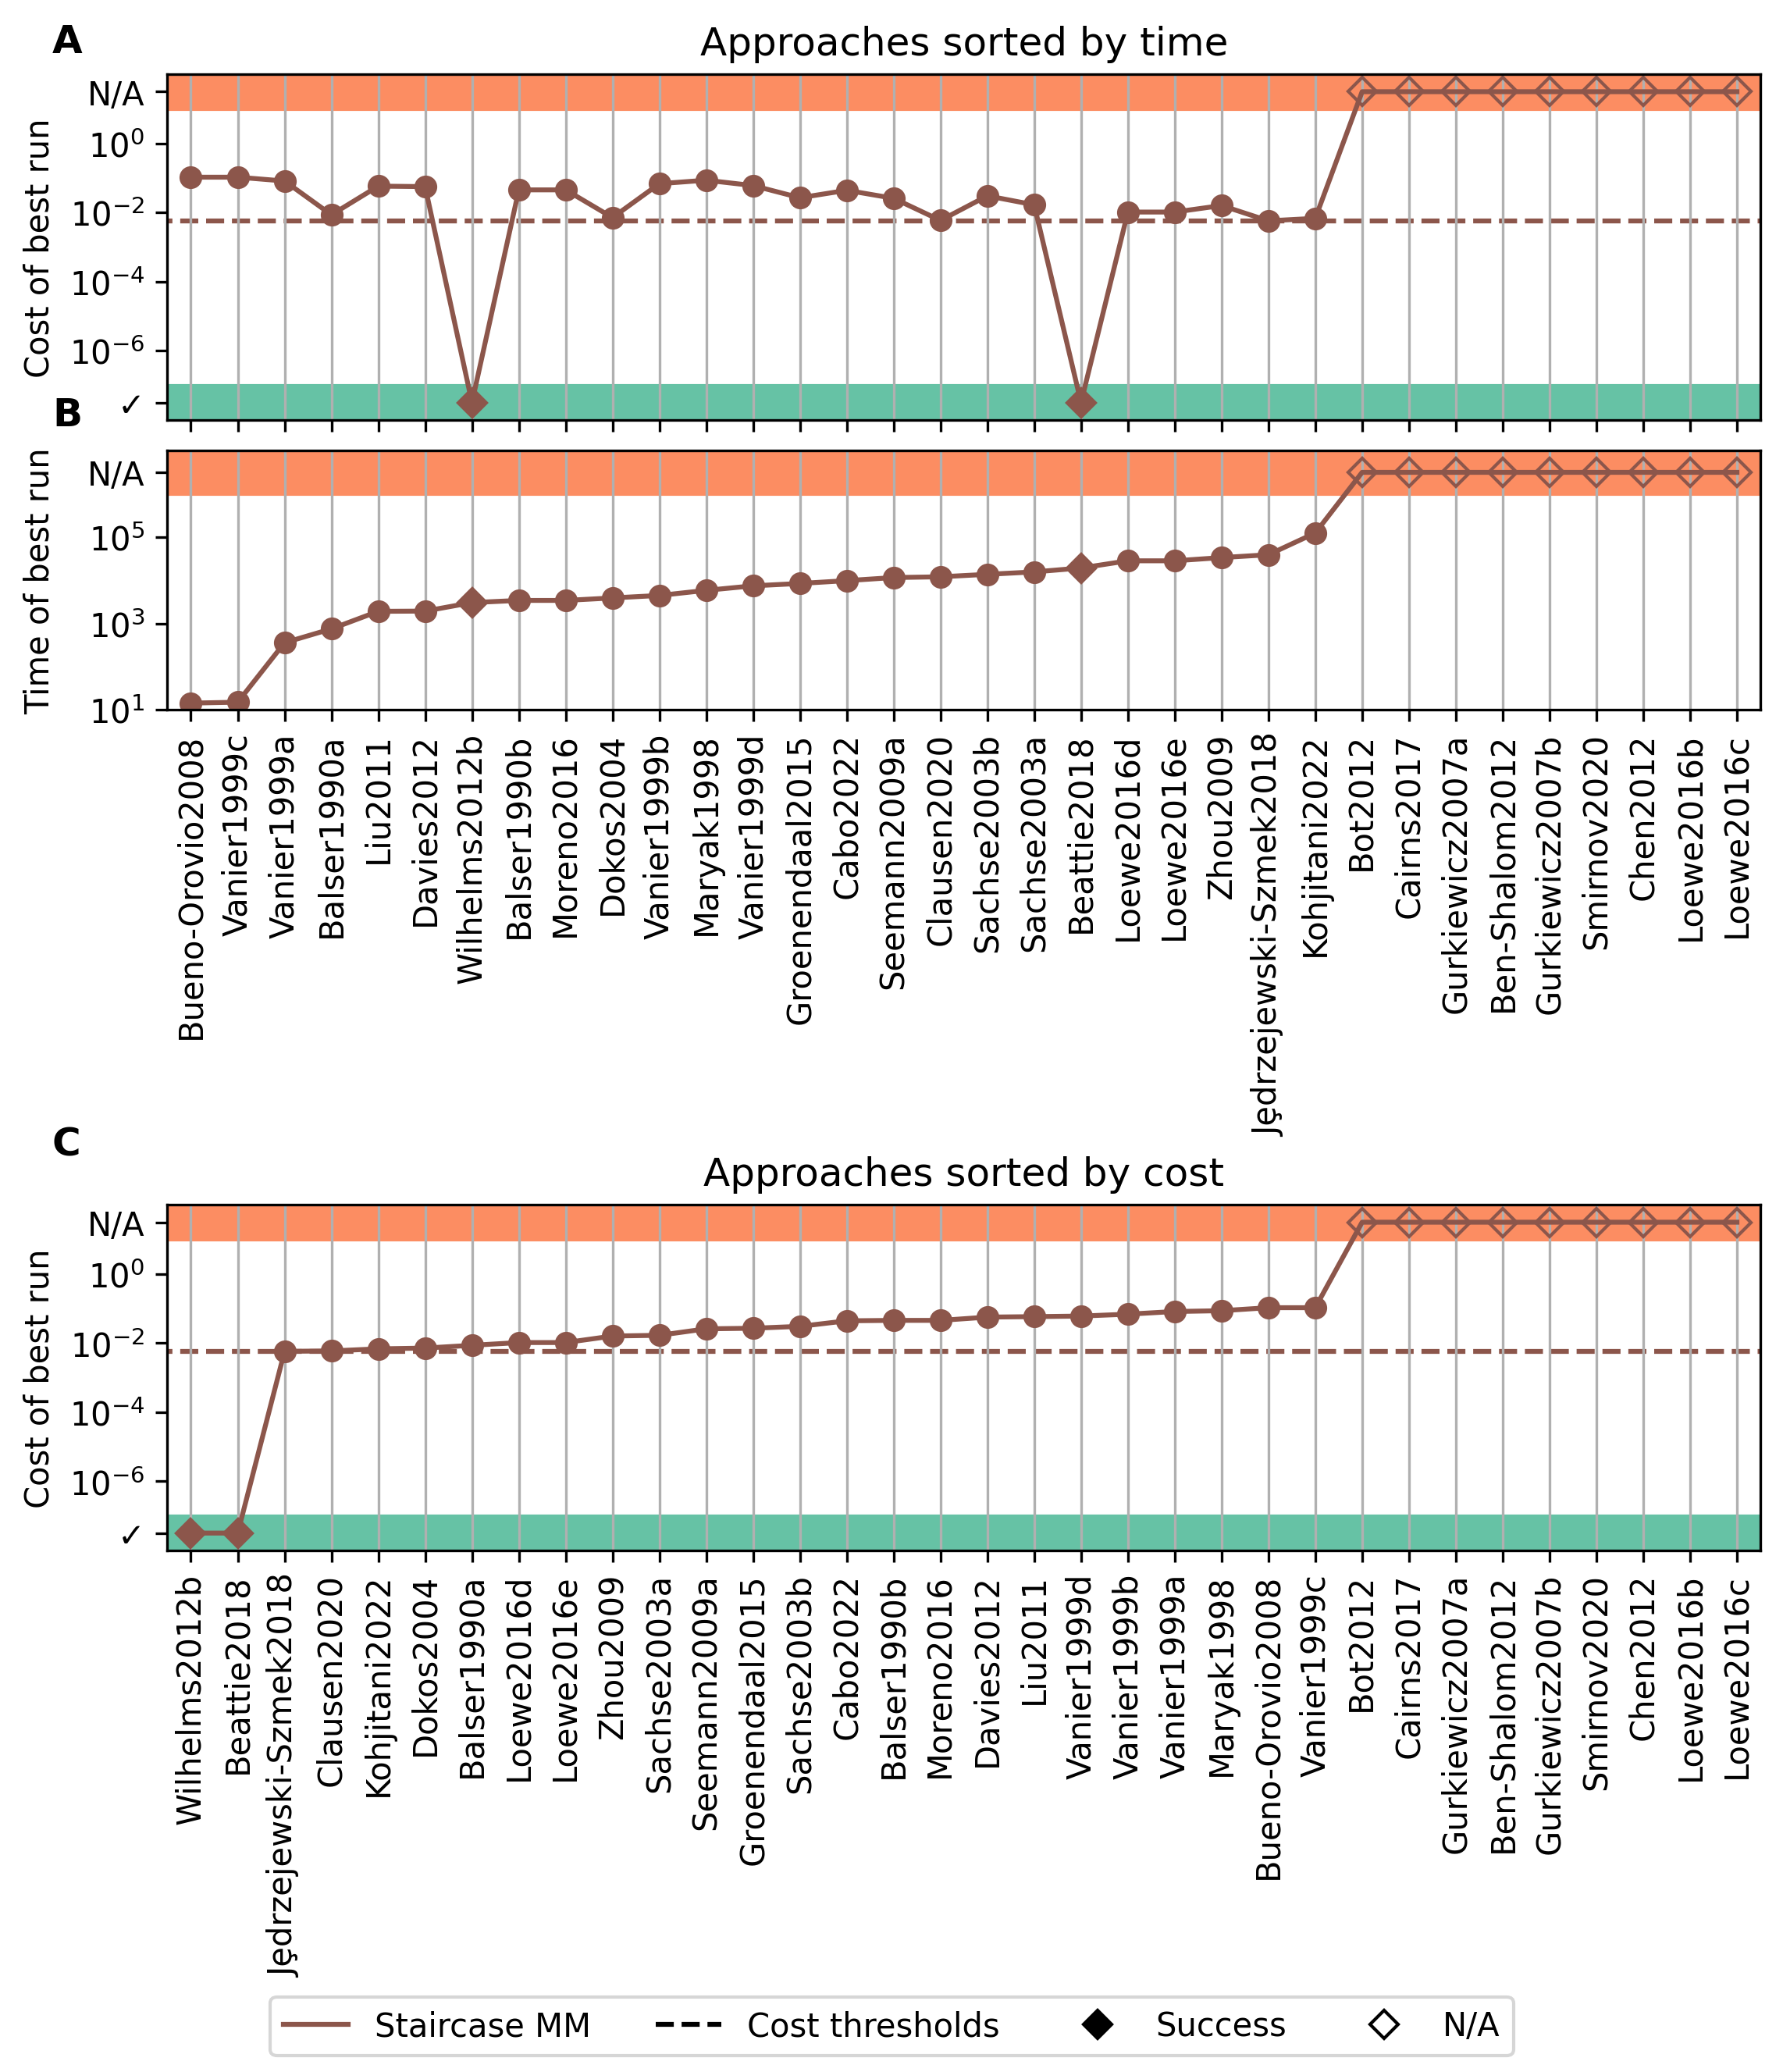 A
Approaches sorted by time
Cost of best run
N/A
10⁰
10⁻²
10⁻⁴
10⁻⁶
✓
B
Time of best run
N/A
10⁵
10³
10¹
Bueno-Orovio2008
Vanier1999c
Vanier1999a
Balser1990a
Liu2011
Davies2012
Wilhelms2012b
Balser1990b
Moreno2016
Dokos2004
Vanier1999b
Maryak1998
Vanier1999d
Groenendaal2015
Cabo2022
Seemann2009a
Clausen2020
Sachse2003b
Sachse2003a
Beattie2018
Loewe2016d
Loewe2016e
Zhou2009
Jędrzejewski-Szmek2018
Kohjitani2022
Bot2012
Cairns2017
Gurkiewicz2007a
Ben-Shalom2012
Gurkiewicz2007b
Smirnov2020
Chen2012
Loewe2016b
Loewe2016c
C
Approaches sorted by cost
Cost of best run
N/A
10⁰
10⁻²
10⁻⁴
10⁻⁶
✓
Wilhelms2012b
Beattie2018
Jędrzejewski-Szmek2018
Clausen2020
Kohjitani2022
Dokos2004
Balser1990a
Loewe2016d
Loewe2016e
Zhou2009
Sachse2003a
Seemann2009a
Groenendaal2015
Sachse2003b
Cabo2022
Balser1990b
Moreno2016
Davies2012
Liu2011
Vanier1999d
Vanier1999b
Vanier1999a
Maryak1998
Bueno-Orovio2008
Vanier1999c
Bot2012
Cairns2017
Gurkiewicz2007a
Ben-Shalom2012
Gurkiewicz2007b
Smirnov2020
Chen2012
Loewe2016b
Loewe2016c
Staircase MM
Cost thresholds
Success
N/A